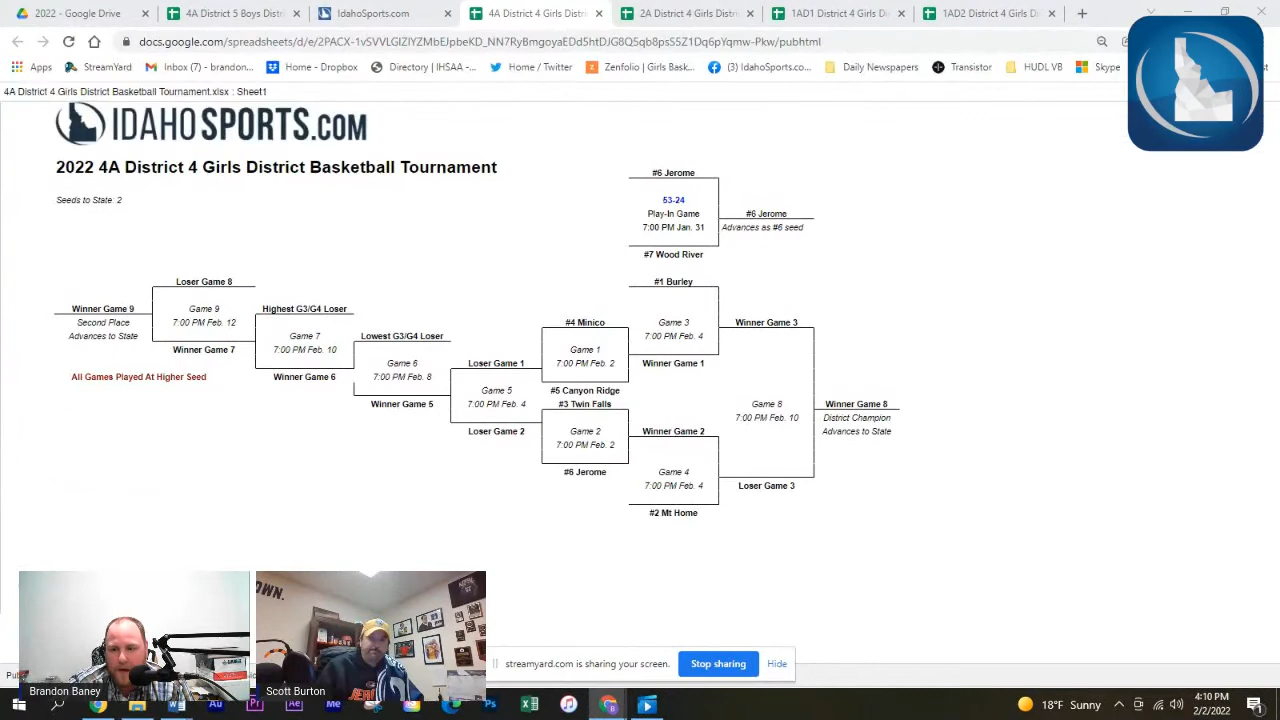 2022 - Google Drive
4A District 5 Boys Distri
IdahoSports.com
4A District 4 Girls Distri
2A District 4 Girls Distri
1AD1 District 4 Girls Di
1AD2 District 4 Girls Di
Apps
StreamYard
Inbox (7) - brandon...
Home - Dropbox
Directory | IHSAA -...
Home / Twitter
Zenfolio | Girls Bask...
(3) IdahoSports.co...
Daily Newspapers
Transistor
HUDL VB
Skype
4A District 4 Girls District Basketball Tournament.xlsx : Sheet1
IDAHOSPORTS.COM
2022 4A District 4 Girls District Basketball Tournament
Seeds to State: 2
#6 Jerome
53-24
Play-In Game
7:00 PM Jan. 31
#7 Wood River
#6 Jerome
Advances as #6 seed
Loser Game 8
Game 9
7:00 PM Feb. 12
Winner Game 7
Winner Game 9
Second Place
Advances to State
All Games Played At Higher Seed
Highest G3/G4 Loser
Game 7
7:00 PM Feb. 10
Winner Game 6
Lowest G3/G4 Loser
Game 6
7:00 PM Feb. 8
Winner Game 5
Loser Game 1
Game 5
7:00 PM Feb. 4
Loser Game 2
#4 Minico
Game 1
7:00 PM Feb. 2
#5 Canyon Ridge
#3 Twin Falls
Game 2
7:00 PM Feb. 2
#6 Jerome
#1 Burley
Game 3
7:00 PM Feb. 4
Winner Game 1
Winner Game 2
Game 4
7:00 PM Feb. 4
#2 Mt Home
Winner Game 3
Game 8
7:00 PM Feb. 10
Loser Game 3
Winner Game 8
District Champion
Advances to State
OWN.
Brandon Baney
Scott Burton
streamyard.com is sharing your screen.
Stop sharing
Hide
18°F Sunny
4:10 PM
2/2/2022